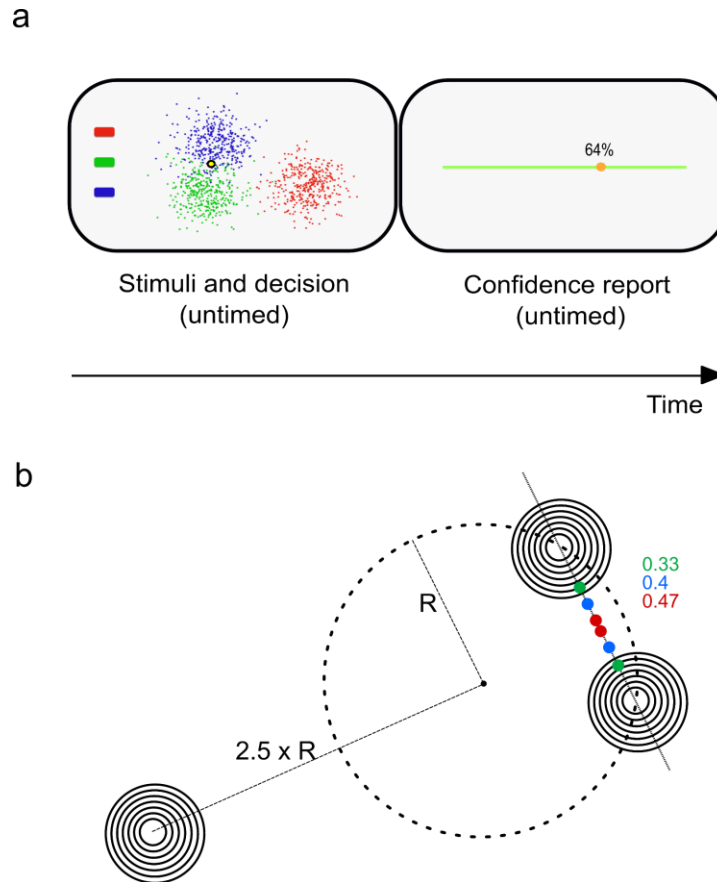 a
64%
Stimuli and decision
(untimed)
Confidence report
(untimed)
Time
b
R
2.5 x R
0.33
0.4
0.47